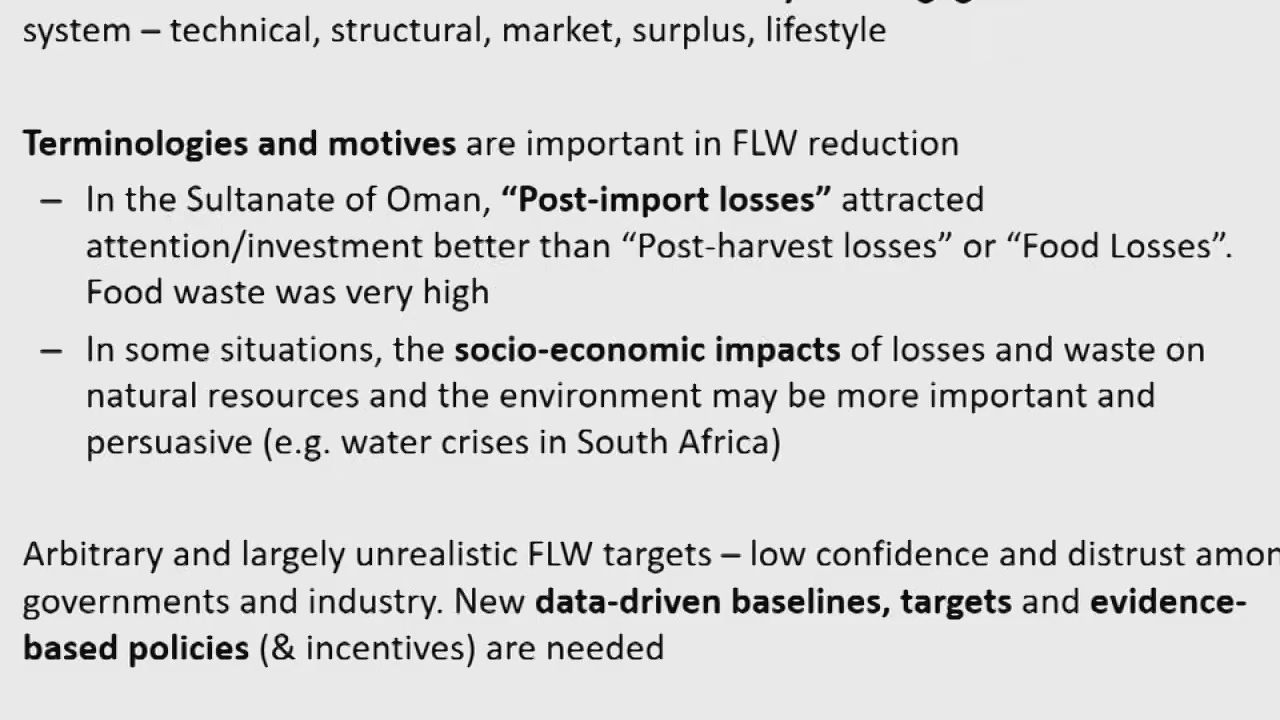 system – technical, structural, market, surplus, lifestyle
Terminologies and motives are important in FLW reduction
– In the Sultanate of Oman, “Post-import losses” attracted
attention/investment better than “Post-harvest losses” or “Food Losses”.
Food waste was very high
– In some situations, the socio-economic impacts of losses and waste on
natural resources and the environment may be more important and
persuasive (e.g. water crises in South Africa)
Arbitrary and largely unrealistic FLW targets – low confidence and distrust amon
governments and industry. New data-driven baselines, targets and evidence-
based policies (& incentives) are needed